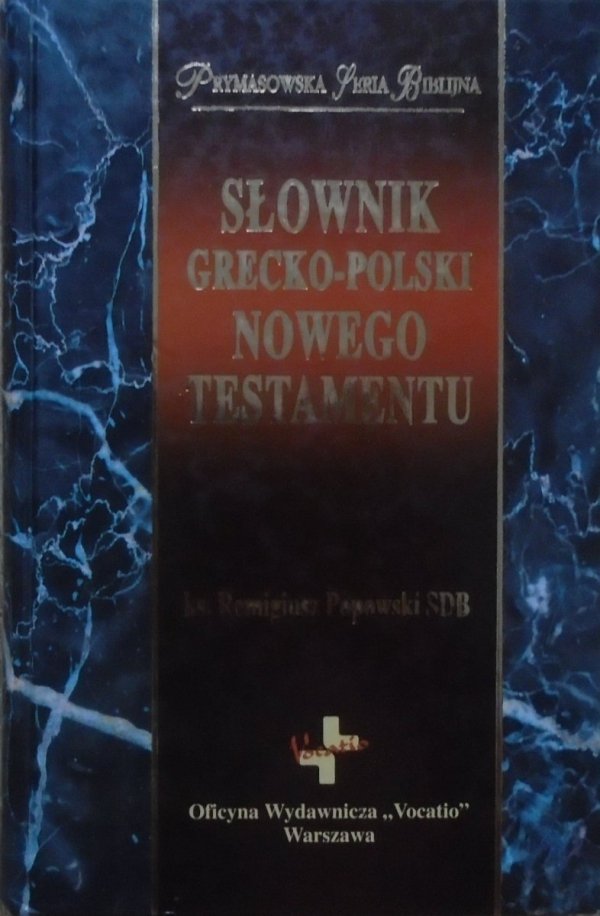 PRYMASOWSKA SERIA BIBLIJNA
SŁOWNIK
GRECKO-POLSKI
NOWEGO
TESTAMENTU
ks. Remigiusz Popowski SDB
Vocatio
Oficyna Wydawnicza „Vocatio”
Warszawa